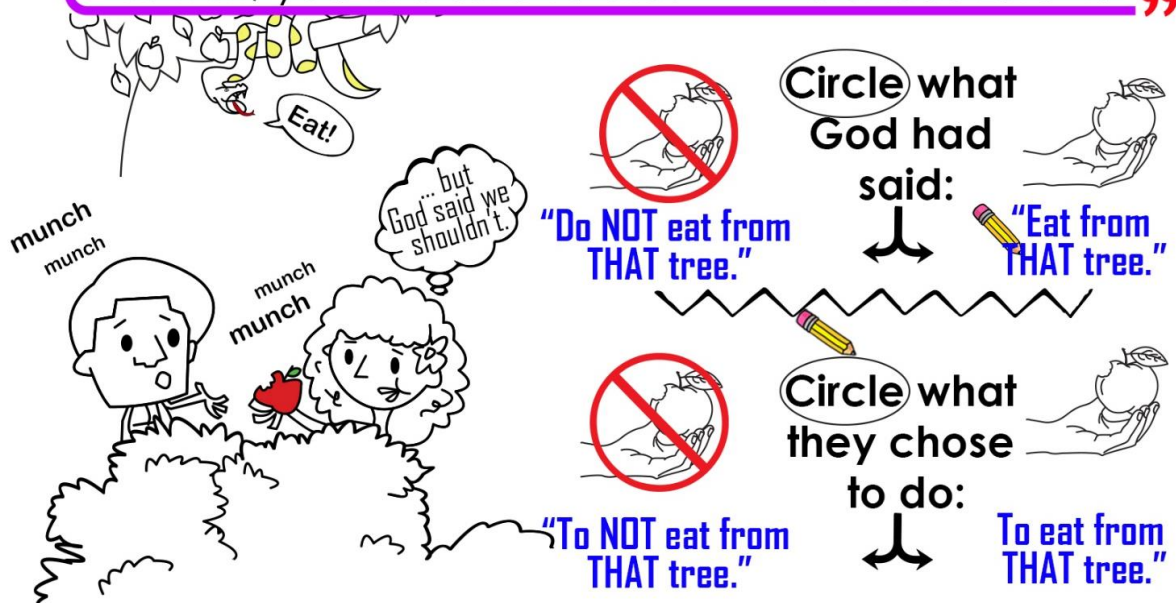 ”
Eat!
... but
God said we
shouldn't.
munch
munch
munch
munch
Circle what
God had
said:
“Do NOT eat from
THAT tree.”
“Eat from
THAT tree.”
Circle what
they chose
to do:
“To NOT eat from
THAT tree.”
To eat from
THAT tree.”